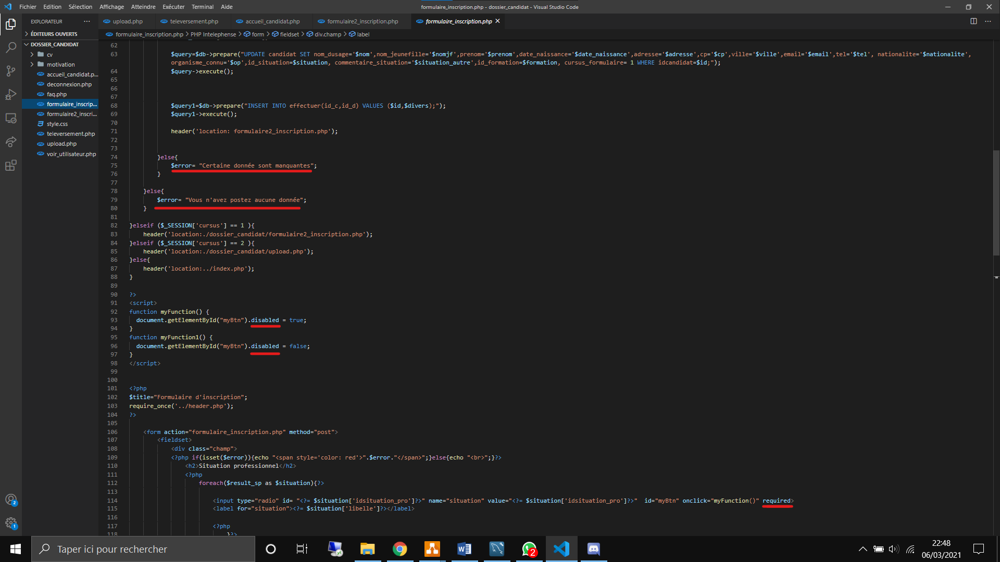 Fichier Edition Sélection Affichage Atteindre Exécuter Terminal Aide
formulaire_inscription.php - dossier_candidat - Visual Studio Code
EXPLORATEUR
upload.php televersement.php accueil_candidat.php formulaire2_inscription.php formulaire_inscription.php
ÉDITEURS OUVERTS
formulaire_inscription.php > PHP Intelephense > form > fieldset > div.champ > label
DOSSIER_CANDIDAT
cv
motivation
accueil_candidat.p...
deconnexion.php
faq.php
formulaire_inscrip...
formulaire2_inscri...
style.css
televersement.php
upload.php
voir_utilisateur.php
62
63 $query=$db->prepare("UPDATE candidat SET nom_dusage='$nom',nom_jeunefille='$nomjf',prenom='$prenom',date_naissance='$date_naissance',adresse='$adresse',cp='$cp',ville='$ville',email='$email',tel='$tel', nationalite='$nationalite',
organisme_connu='$op',id_situation=$situation, commentaire_situation='$situation_autre',id_formation=$formation, cursus_formulaire= 1 WHERE idcandidat=$id;");
64 $query->execute();
65
66
67
68 $query1=$db->prepare("INSERT INTO effectuer(id_c,id_d) VALUES ($id,$divers);");
69 $query1->execute();
70
71 header('location: formulaire2_inscription.php');
72
73
74 }else{
75 $error= "Certaine donnée sont manquantes";
76 }
77
78 }else{
79 $error= "Vous n'avez postez aucune donnée";
80 }
81
82 }elseif ($_SESSION['cursus'] == 1 ){
83 header('location:./dossier_candidat/formulaire2_inscription.php');
84 }elseif ($_SESSION['cursus'] == 2 ){
85 header('location:./dossier_candidat/upload.php');
86 }else{
87 header('location:../index.php');
88 }
89
90 ?>
91 <script>
92 function myFunction() {
93 document.getElementById("myBtn").disabled = true;
94 }
95 function myFunction1() {
96 document.getElementById("myBtn").disabled = false;
97 }
98 </script>
99
100
101 <?php
102 $title="Formulaire d'inscription";
103 require_once('../header.php');
104 ?>
105
106 <form action="formulaire_inscription.php" method="post">
107 <fieldset>
108 <div class="champ">
109 <?php if(isset($error)){echo "<span style='color: red'>".$error."</span>";}else{echo "<br>";}?>
110 <h2>Situation professionnel</h2>
111 <?php
112 foreach($result_sp as $situation){?>
113
114 <input type="radio" id= "<?= $situation['idsituation_pro']?>" name="situation" value="<?= $situation['idsituation_pro']?>" id="myBtn" onclick="myFunction()" required>
115 <label for="situation"><?= $situation['libelle']?></label>
116
117 <?php
118 }?>
2
1
Taper ici pour rechercher
2
22:48
06/03/2021